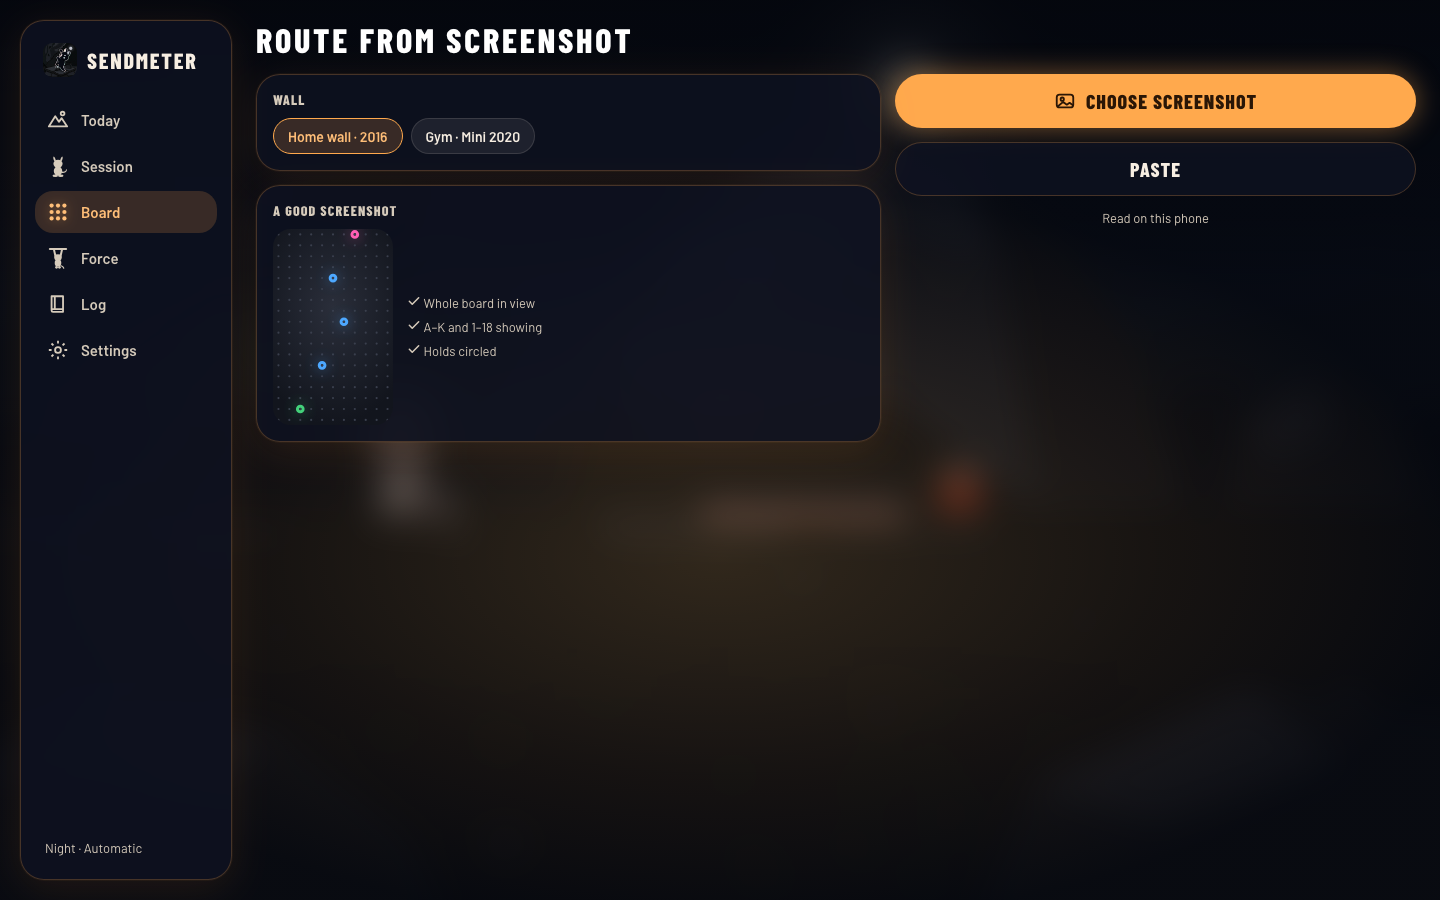 SENDMETER
Today
Session
Board
Force
Log
Settings
Night · Automatic
ROUTE FROM SCREENSHOT
WALL
Home wall · 2016
Gym · Mini 2020
A GOOD SCREENSHOT
Whole board in view
A–K and 1–18 showing
Holds circled
CHOOSE SCREENSHOT
PASTE
Read on this phone